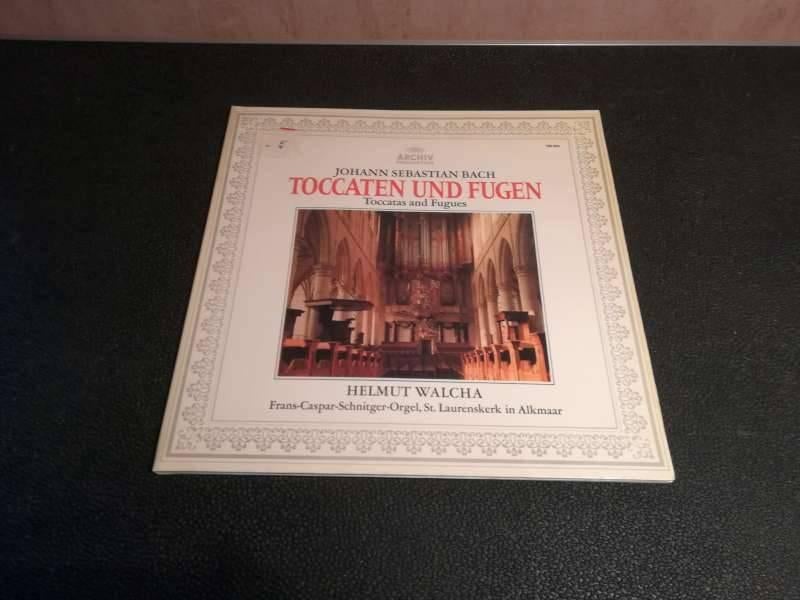 ARCHIV
PRODUKTION
JOHANN SEBASTIAN BACH
TOCCATEN UND FUGEN
Toccatas and Fugues
HELMUT WALCHA
Frans-Caspar-Schnitger-Orgel, St. Laurenskerk in Alkmaar